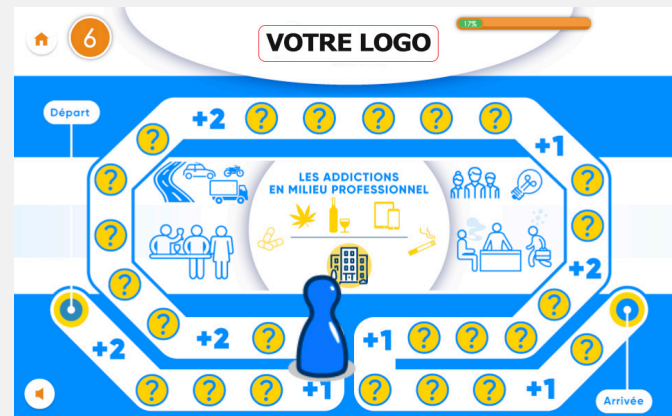 6
VOTRE LOGO
17%
Départ
+2
? ? ? ? ?
+1
?
?
?
?
?
?
LES ADDICTIONS
EN MILIEU PROFESSIONNEL
+2
?
?
?
+2
?
+1
? ? ?
+2
? ? ?
+1
? ? ?
+1
?
Arrivée